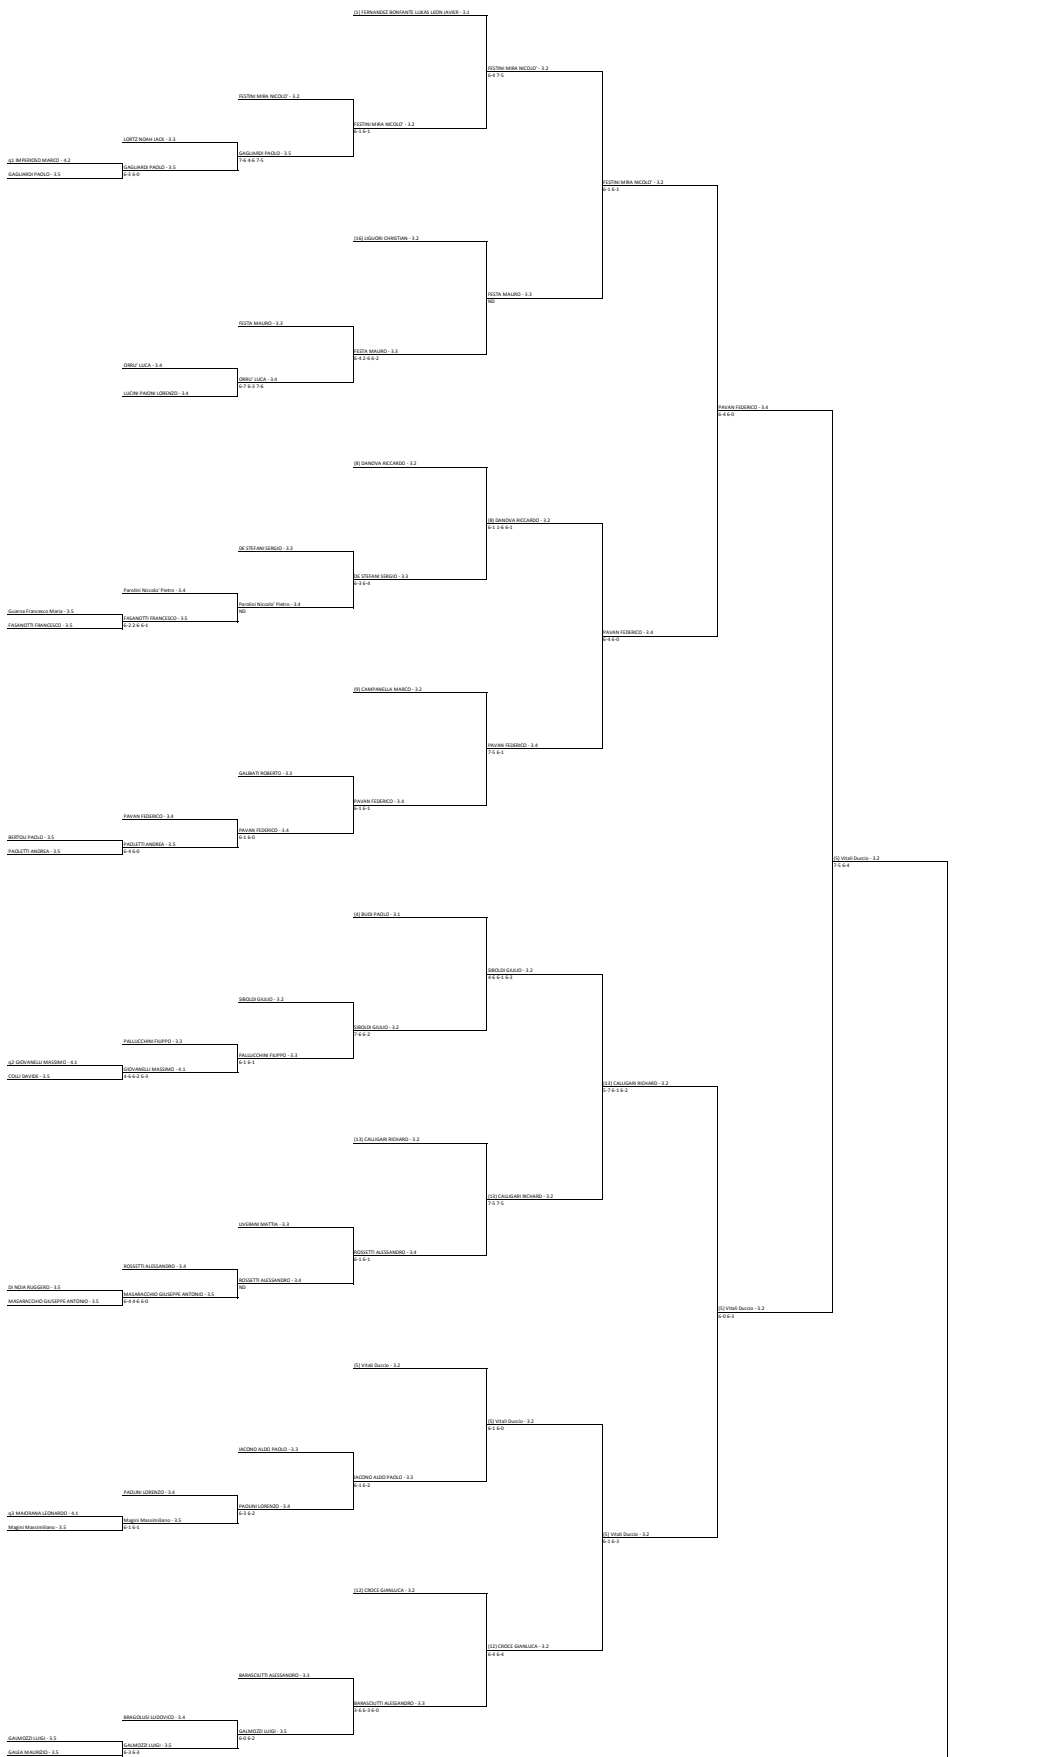 (1) FERNANDEZ BONFANTE LUKAS LEON JAVIER - 3.1
FESTINI MIRA NICOLO' - 3.2
6-4 7-5
FESTINI MIRA NICOLO' - 3.2
FESTINI MIRA NICOLO' - 3.2
6-1 6-1
LORTZ NOAH JACK - 3.3
GAGLIARDI PAOLO - 3.5
7-6 4-6 7-5
q1 IMPERIOSO MARCO - 4.2
GAGLIARDI PAOLO - 3.5
6-3 6-0
GAGLIARDI PAOLO - 3.5
FESTINI MIRA NICOLO' - 3.2
6-1 6-1
(16) LIGUORI CHRISTIAN - 3.2
FESTA MAURO - 3.3
ND
FESTA MAURO - 3.3
FESTA MAURO - 3.3
6-4 2-6 6-2
ORRU' LUCA - 3.4
ORRU' LUCA - 3.4
6-7 6-3 7-6
LUCINI PAIONI LORENZO - 3.4
PAVAN FEDERICO - 3.4
6-4 6-0
(8) DANOVA RICCARDO - 3.2
(8) DANOVA RICCARDO - 3.2
6-1 1-6 6-1
DE STEFANI SERGIO - 3.3
DE STEFANI SERGIO - 3.3
6-3 6-4
Parolini Niccolo' Pietro - 3.4
Parolini Niccolo' Pietro - 3.4
ND
Guarna Francesco Maria - 3.5
FASANOTTI FRANCESCO - 3.5
6-2 2-6 6-1
FASANOTTI FRANCESCO - 3.5
PAVAN FEDERICO - 3.4
6-4 6-0
(9) CAMPANELLA MARCO - 3.2
PAVAN FEDERICO - 3.4
7-5 6-1
GALBIATI ROBERTO - 3.3
PAVAN FEDERICO - 3.4
6-1 6-1
PAVAN FEDERICO - 3.4
PAVAN FEDERICO - 3.4
6-1 6-0
BERTOLI PAOLO - 3.5
PAOLETTI ANDREA - 3.5
6-4 6-0
PAOLETTI ANDREA - 3.5
(5) Vitali Duccio - 3.2
7-5 6-4
(4) BUDI PAOLO - 3.1
SIBOLDI GIULIO - 3.2
4-6 6-1 6-3
SIBOLDI GIULIO - 3.2
SIBOLDI GIULIO - 3.2
7-6 6-2
PALLUCCHINI FILIPPO - 3.3
PALLUCCHINI FILIPPO - 3.3
6-1 6-1
q2 GIOVANELLI MASSIMO - 4.1
GIOVANELLI MASSIMO - 4.1
4-6 6-2 6-3
COLLI DAVIDE - 3.5
(13) CALLIGARI RICHARD - 3.2
5-7 6-1 6-2
(13) CALLIGARI RICHARD - 3.2
(13) CALLIGARI RICHARD - 3.2
7-5 7-5
LIVERANI MATTIA - 3.3
ROSSETTI ALESSANDRO - 3.4
6-1 6-1
ROSSETTI ALESSANDRO - 3.4
ROSSETTI ALESSANDRO - 3.4
ND
DI NOIA RUGGERO - 3.5
MASARACCHIO GIUSEPPE ANTONIO - 3.5
6-4 4-6 6-0
MASARACCHIO GIUSEPPE ANTONIO - 3.5
(5) Vitali Duccio - 3.2
6-0 6-3
(5) Vitali Duccio - 3.2
(5) Vitali Duccio - 3.2
6-1 6-0
IACONO ALDO PAOLO - 3.3
IACONO ALDO PAOLO - 3.3
6-1 6-2
PAOLINI LORENZO - 3.4
PAOLINI LORENZO - 3.4
6-3 6-2
q3 MAIORANA LEONARDO - 4.1
Magini Massimiliano - 3.5
6-1 6-1
Magini Massimiliano - 3.5
(5) Vitali Duccio - 3.2
6-1 6-3
(12) CROCE GIANLUCA - 3.2
(12) CROCE GIANLUCA - 3.2
6-4 6-4
BARASCIUTTI ALESSANDRO - 3.3
BARASCIUTTI ALESSANDRO - 3.3
3-6 6-3 6-0
BRAGOLUSI LUDOVICO - 3.4
GALMOZZI LUIGI - 3.5
6-0 6-2
GALMOZZI LUIGI - 3.5
GALMOZZI LUIGI - 3.5
6-3 6-3
GALEA MAURIZIO - 3.5